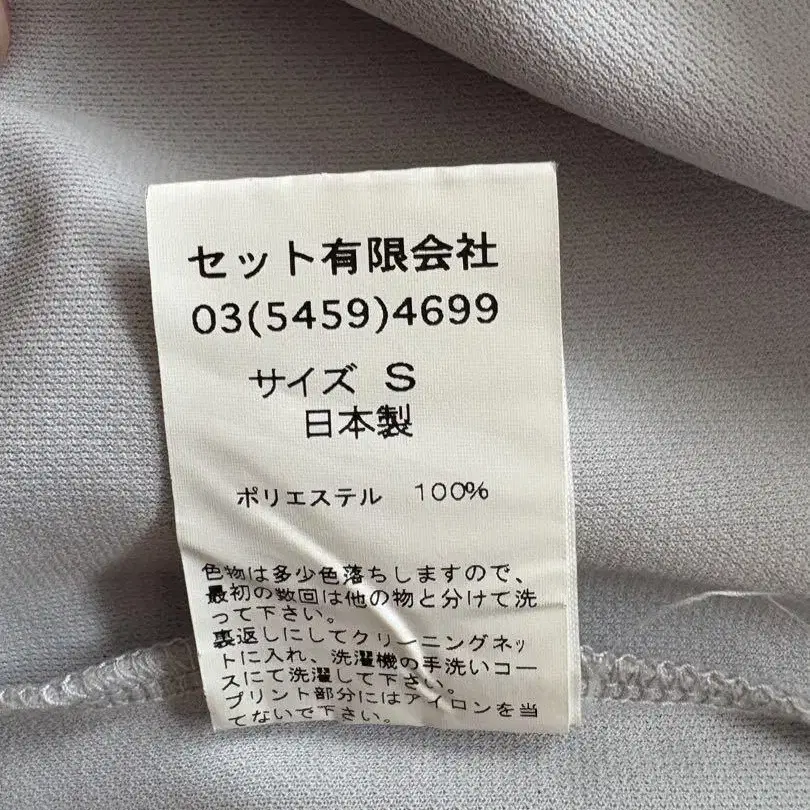 セット有限会社
03(5459)4699
サイズ S
日本製
ポリエステル 100%
色物は多少色落ちしますので、
最初の数回は他の物と分けて洗
って下さい。
裏返しにしてクリーニングネッ
トに入れ、洗濯機の手洗いコー
スにて洗濯して下さい。
プリント部分にはアイロンを当
てないで下さい。